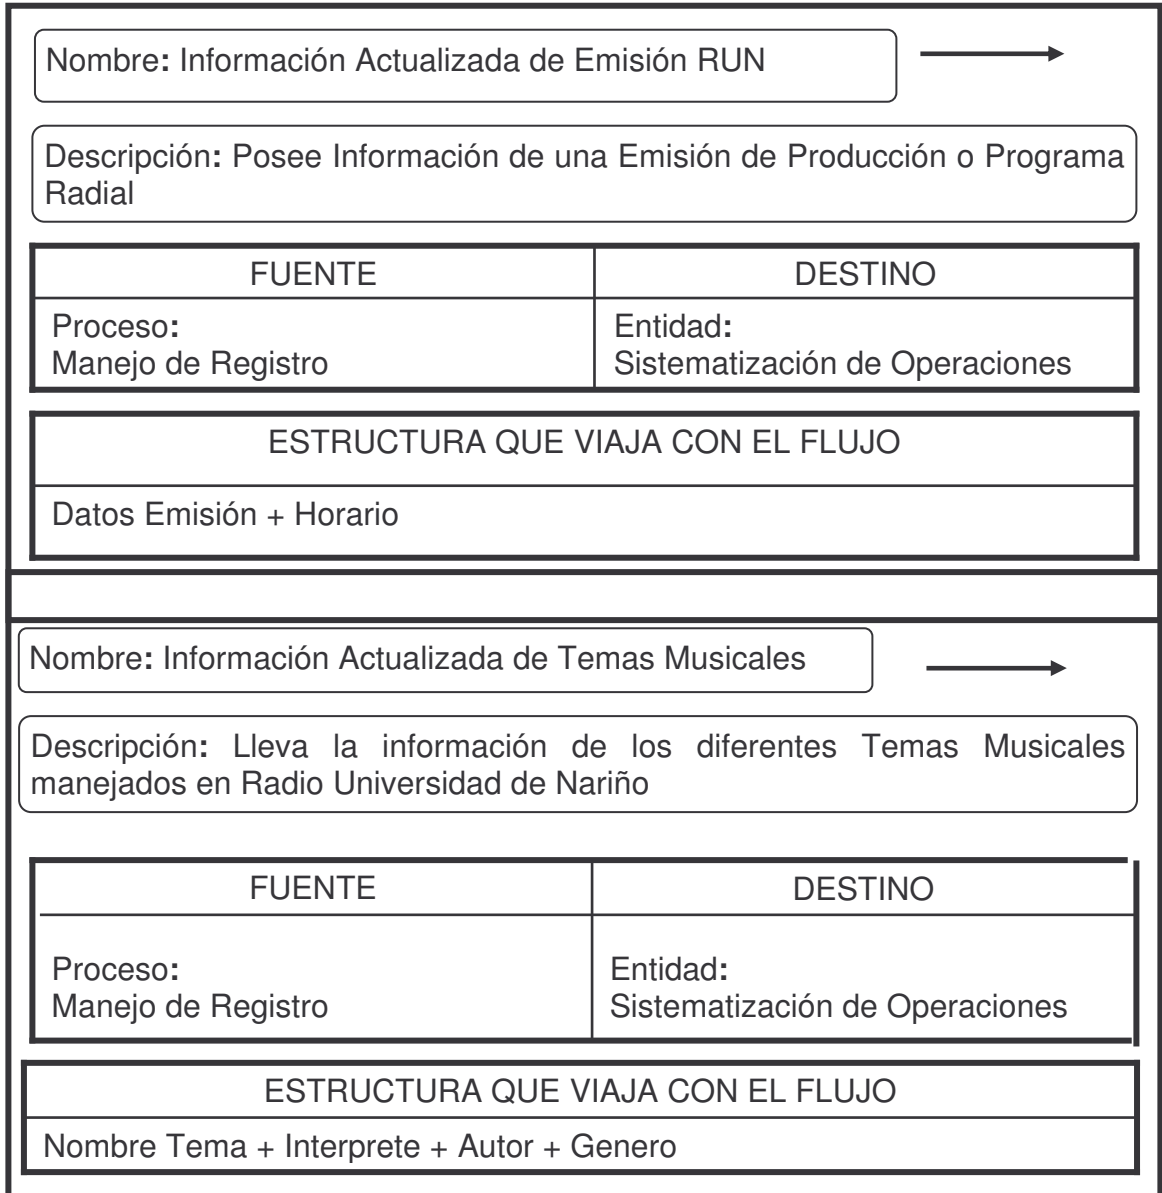 Nombre: Información Actualizada de Emisión RUN
Descripción: Posee Información de una Emisión de Producción o Programa
Radial
FUENTE
DESTINO
Proceso:
Manejo de Registro
Entidad:
Sistematización de Operaciones
ESTRUCTURA QUE VIAJA CON EL FLUJO
Datos Emisión + Horario
Nombre: Información Actualizada de Temas Musicales
Descripción: Lleva la información de los diferentes Temas Musicales
manejados en Radio Universidad de Nariño
FUENTE
DESTINO
Proceso:
Manejo de Registro
Entidad:
Sistematización de Operaciones
ESTRUCTURA QUE VIAJA CON EL FLUJO
Nombre Tema + Interprete + Autor + Genero